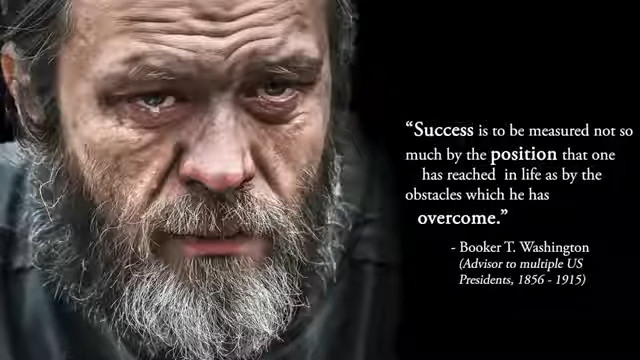 “Success is to be measured not so
much by the position that one
has reached in life as by the
obstacles which he has
overcome.”
- Booker T. Washington
(Advisor to multiple US
Presidents, 1856 - 1915)